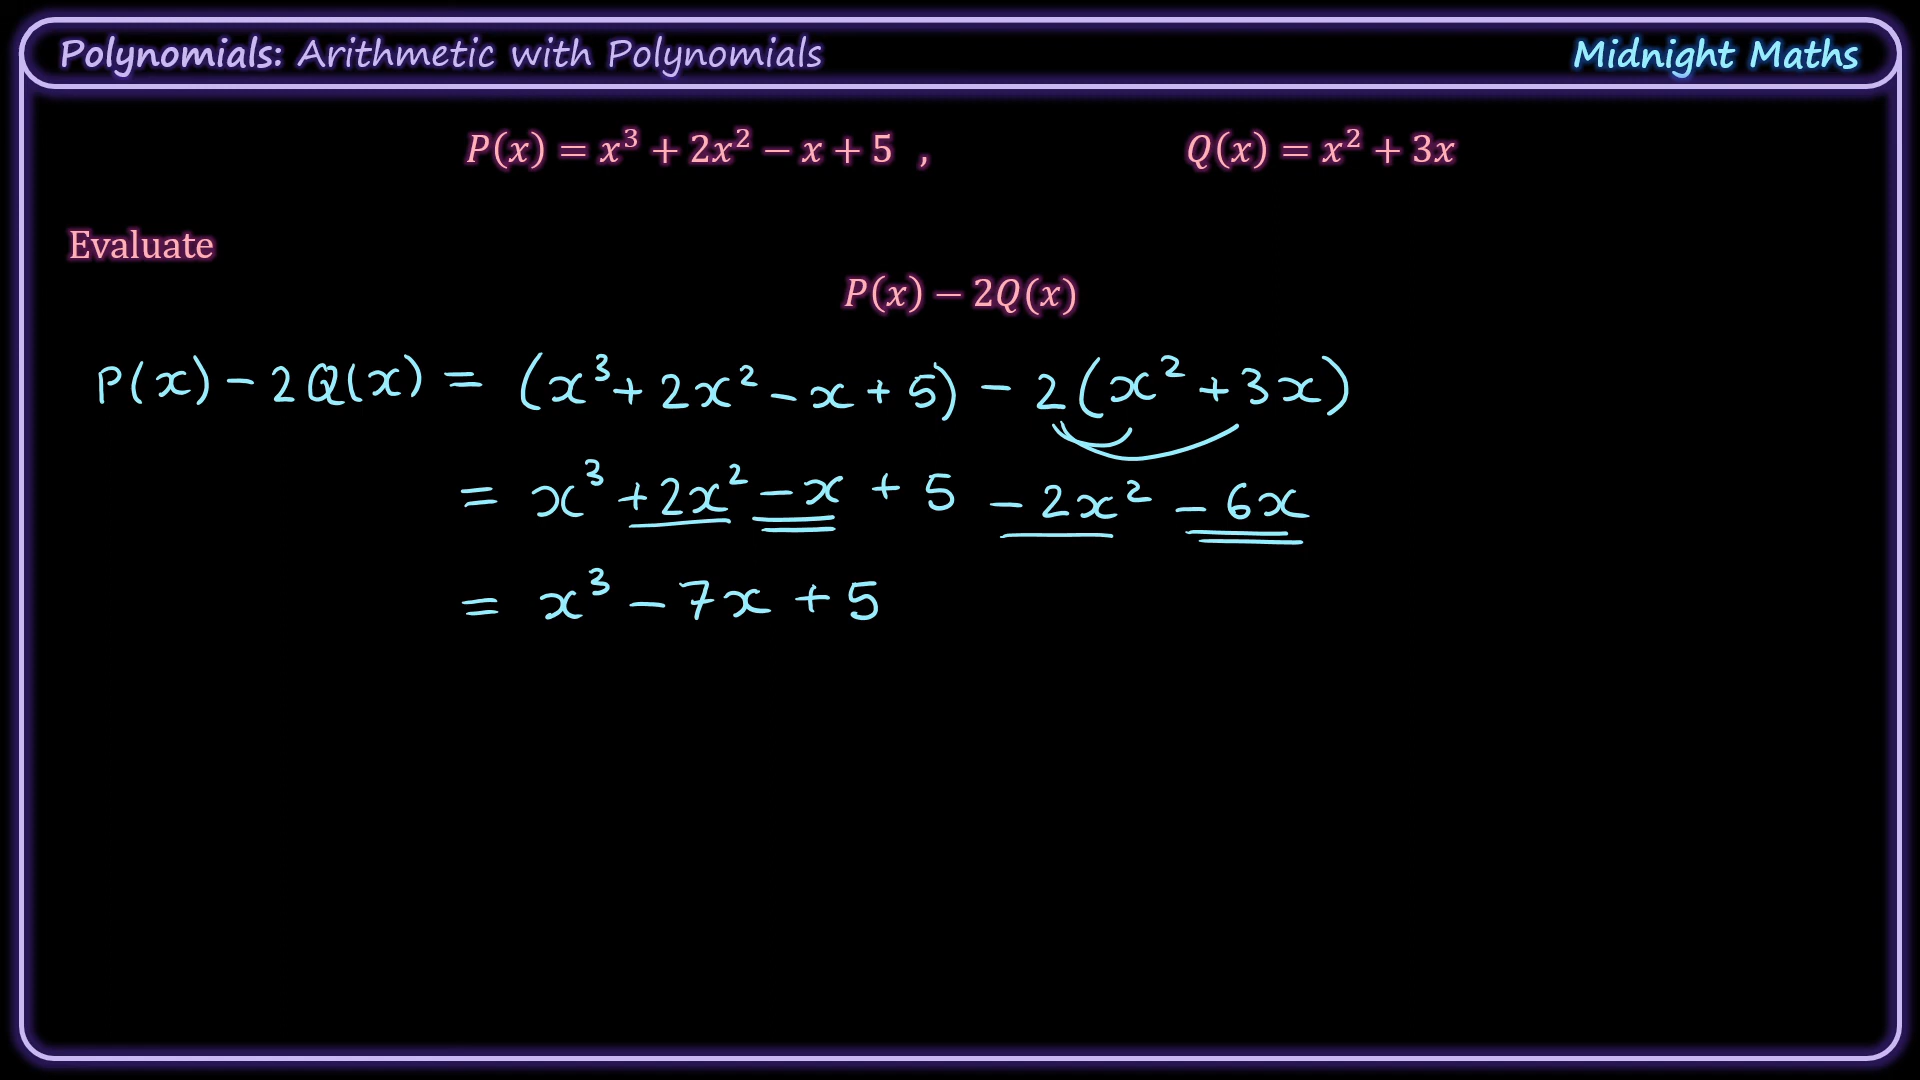 Polynomials: Arithmetic with Polynomials Midnight Maths
P(x) = x³ + 2x² − x + 5 , Q(x) = x² + 3x
Evaluate
P(x) − 2Q(x)
P(x) − 2Q(x) = (x³ + 2x² − x + 5) − 2(x² + 3x)
= x³ + 2x² − x + 5 − 2x² − 6x
= x³ − 7x + 5